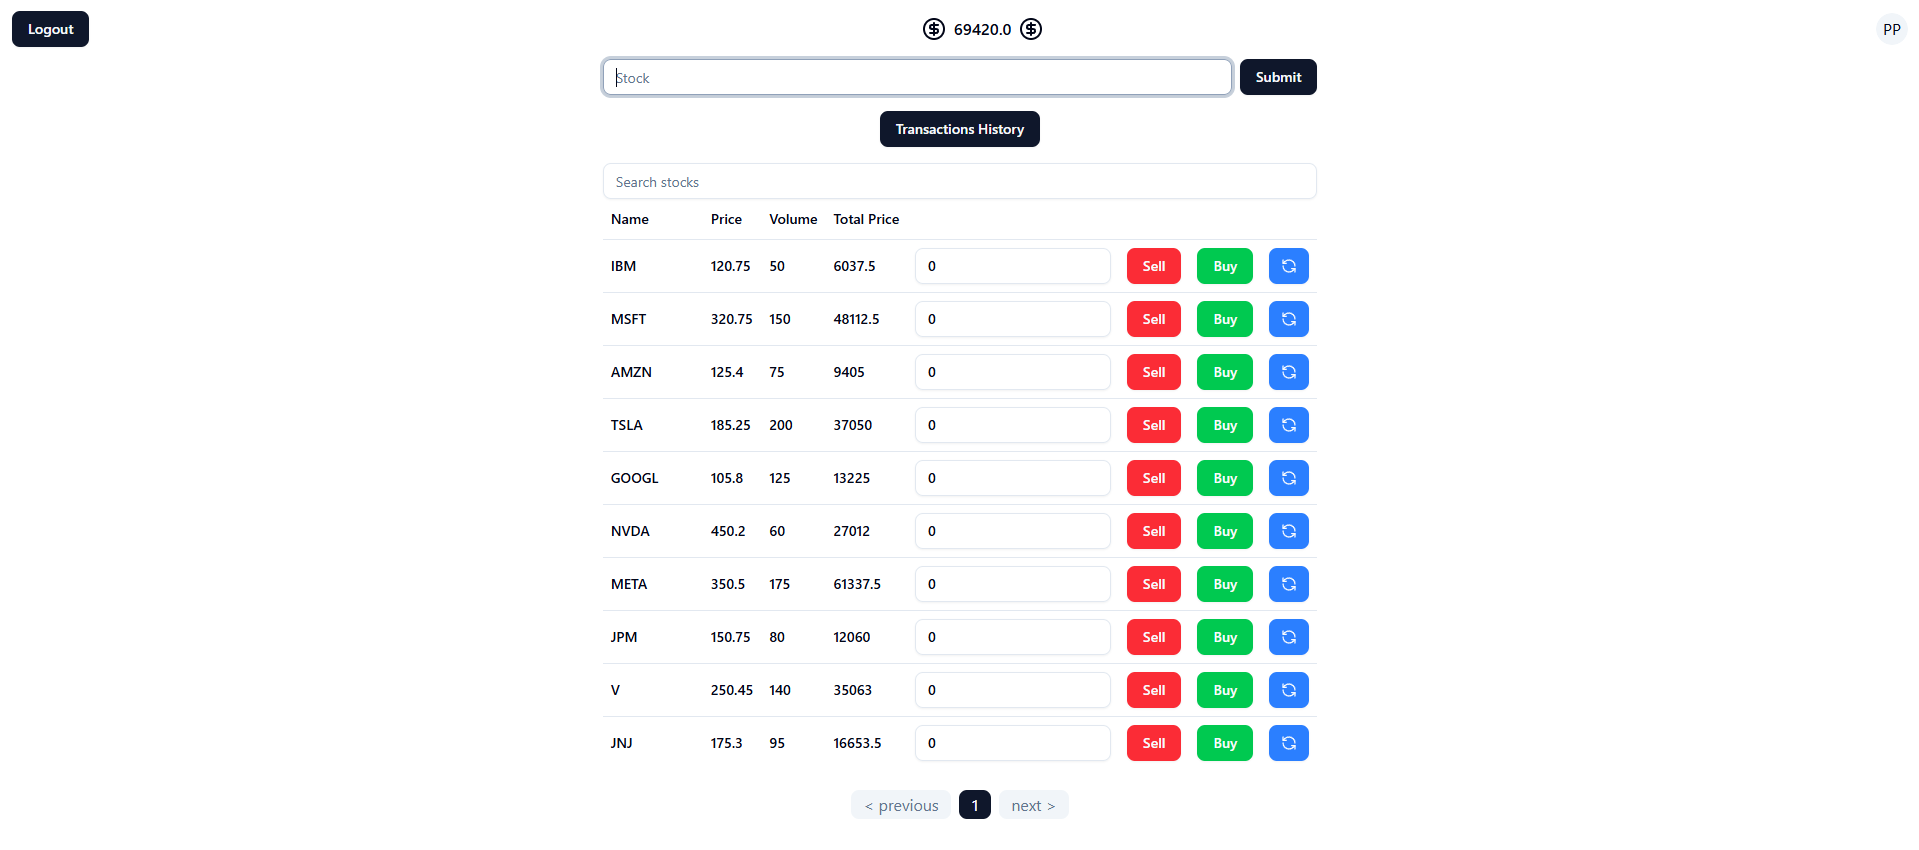 Logout 69420.0 PP
Stock Submit
Transactions History
Search stocks
Name Price Volume Total Price
IBM 120.75 50 6037.5 0 Sell Buy
MSFT 320.75 150 48112.5 0 Sell Buy
AMZN 125.4 75 9405 0 Sell Buy
TSLA 185.25 200 37050 0 Sell Buy
GOOGL 105.8 125 13225 0 Sell Buy
NVDA 450.2 60 27012 0 Sell Buy
META 350.5 175 61337.5 0 Sell Buy
JPM 150.75 80 12060 0 Sell Buy
V 250.45 140 35063 0 Sell Buy
JNJ 175.3 95 16653.5 0 Sell Buy
< previous 1 next >